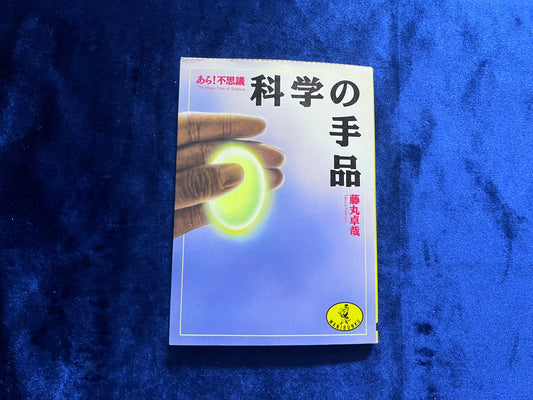 あら!不思議
The Magic Trick of Science
科学の
手品
藤丸卓哉
WANIBUNKO